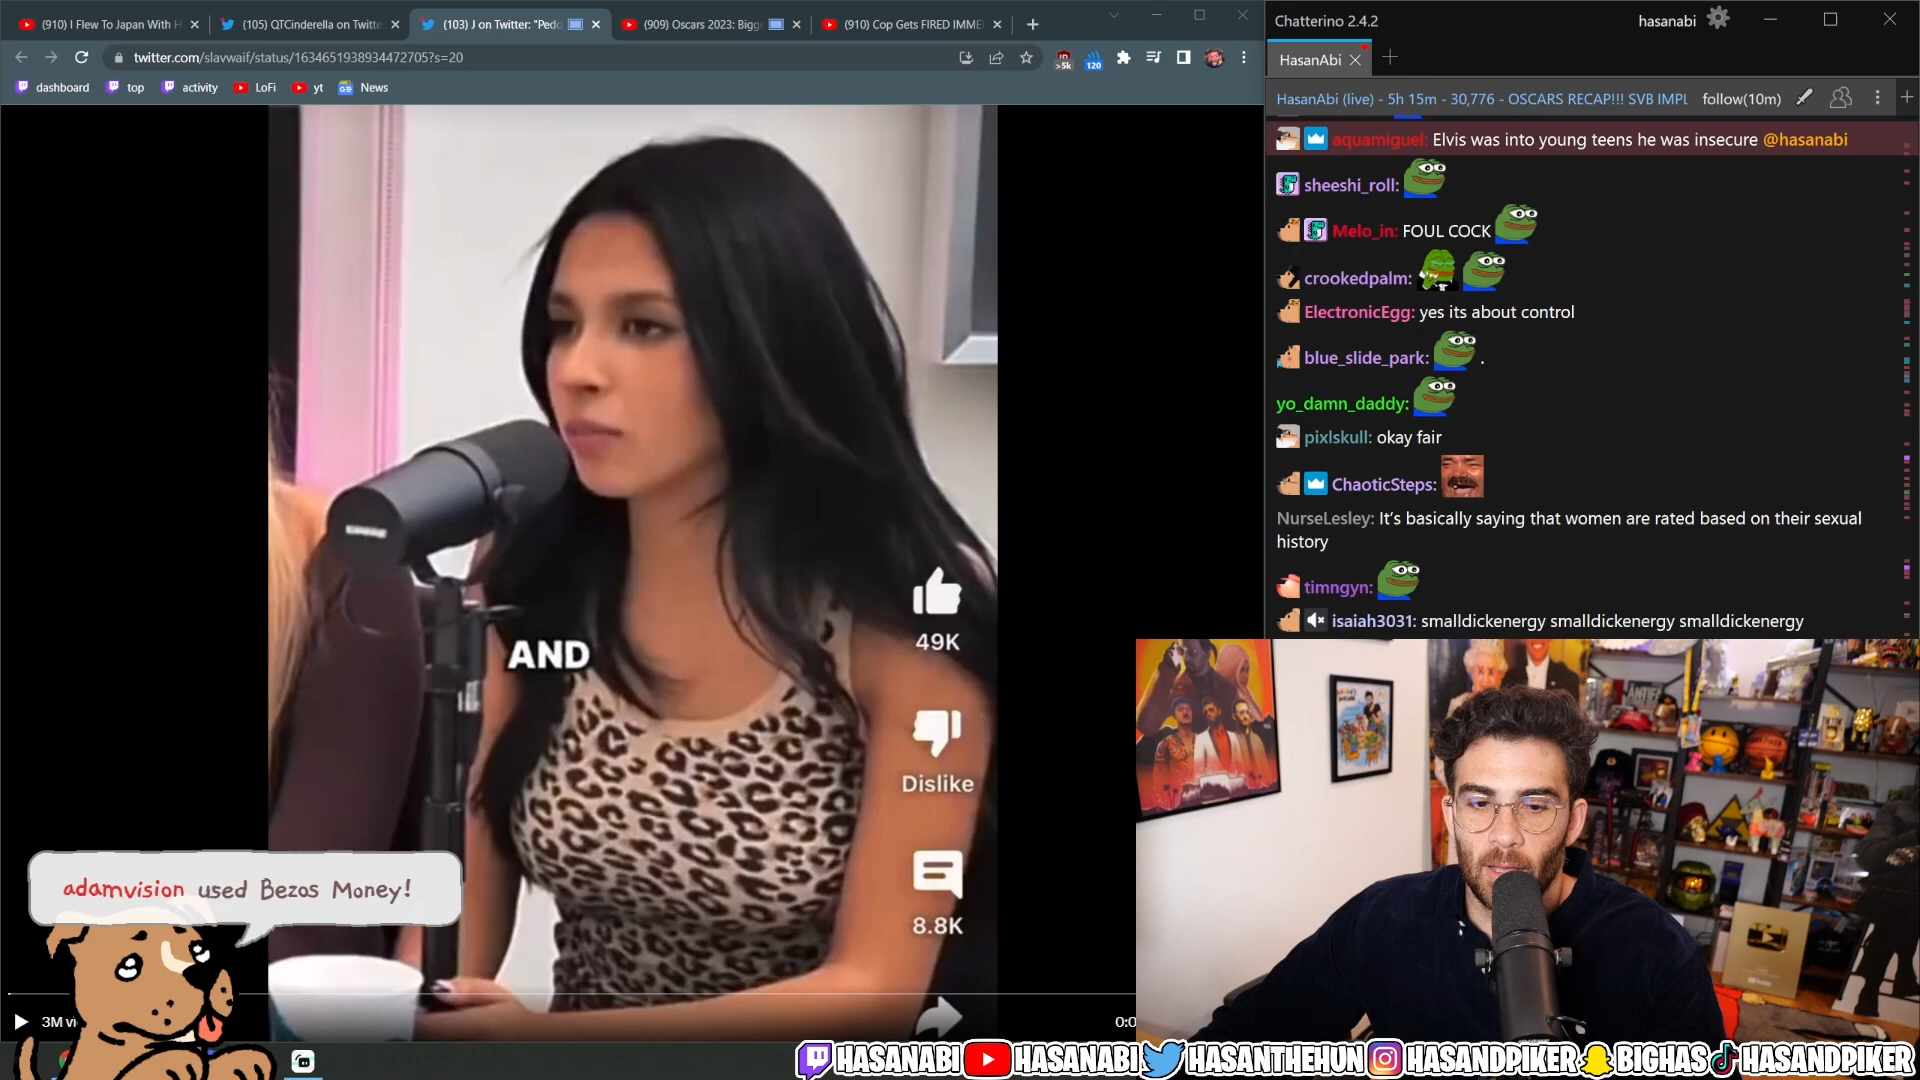 (910) I Flew To Japan With H
(105) QTCinderella on Twitte
(103) J on Twitter: "Pedo
(909) Oscars 2023: Bigg
(910) Cop Gets FIRED IMME
twitter.com/slavwaif/status/1634651938934472705?s=20
>5k
120
dashboard
top
activity
LoFi
yt
News
AND
49K
Dislike
8.8K
adamvision used Bezos Money!
3M vi
0:0
Chatterino 2.4.2
hasanabi
HasanAbi
HasanAbi (live) - 5h 15m - 30,776 - OSCARS RECAP!!! SVB IMPL
follow(10m)
aquamiguel: Elvis was into young teens he was insecure @hasanabi
sheeshi_roll:
Melo_in: FOUL COCK
crookedpalm:
ElectronicEgg: yes its about control
blue_slide_park: .
yo_damn_daddy:
pixlskull: okay fair
ChaoticSteps:
NurseLesley: It's basically saying that women are rated based on their sexual
history
timngyn:
isaiah3031: smalldickenergy smalldickenergy smalldickenergy
HASANABI
HASANABI
HASANTHEHUN
HASANDPIKER
BIGHAS
HASANDPIKER